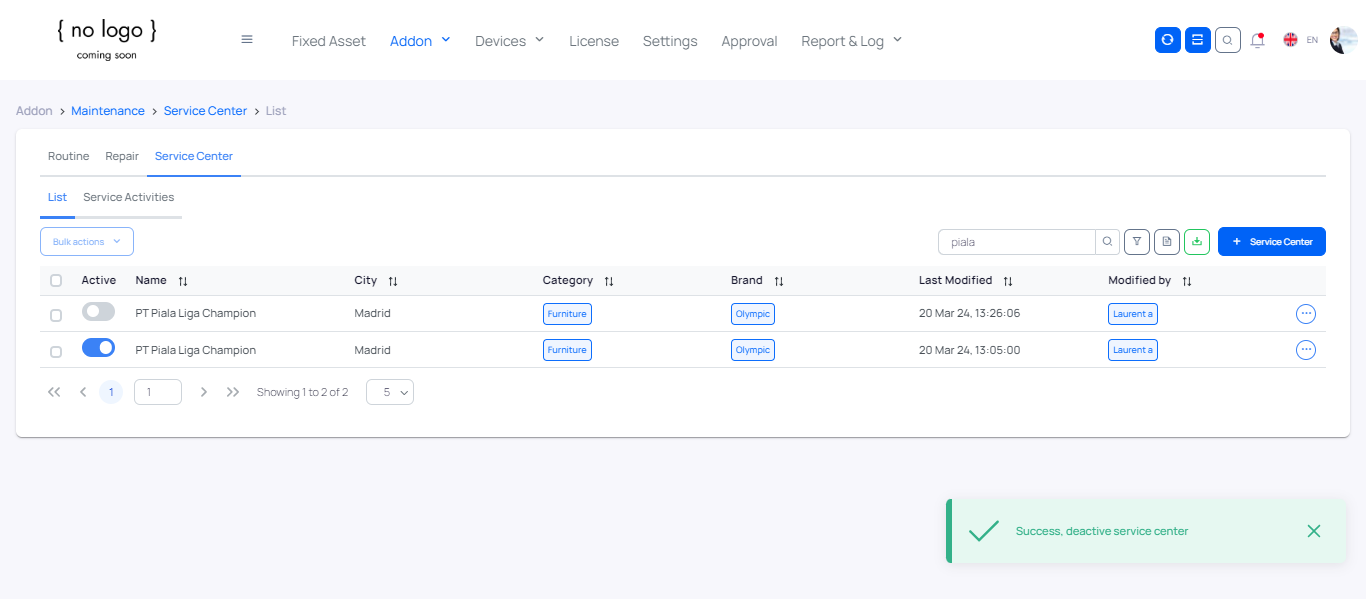 { no logo }
coming soon
Fixed Asset Addon Devices License Settings Approval Report & Log EN
Addon > Maintenance > Service Center > List
Routine Repair Service Center
List Service Activities
Bulk actions piala + Service Center
Active Name City Category Brand Last Modified Modified by
PT Piala Liga Champion Madrid Furniture Olympic 20 Mar 24, 13:26:06 Laurent a
PT Piala Liga Champion Madrid Furniture Olympic 20 Mar 24, 13:05:00 Laurent a
1 1 Showing 1 to 2 of 2 5
Success, deactive service center